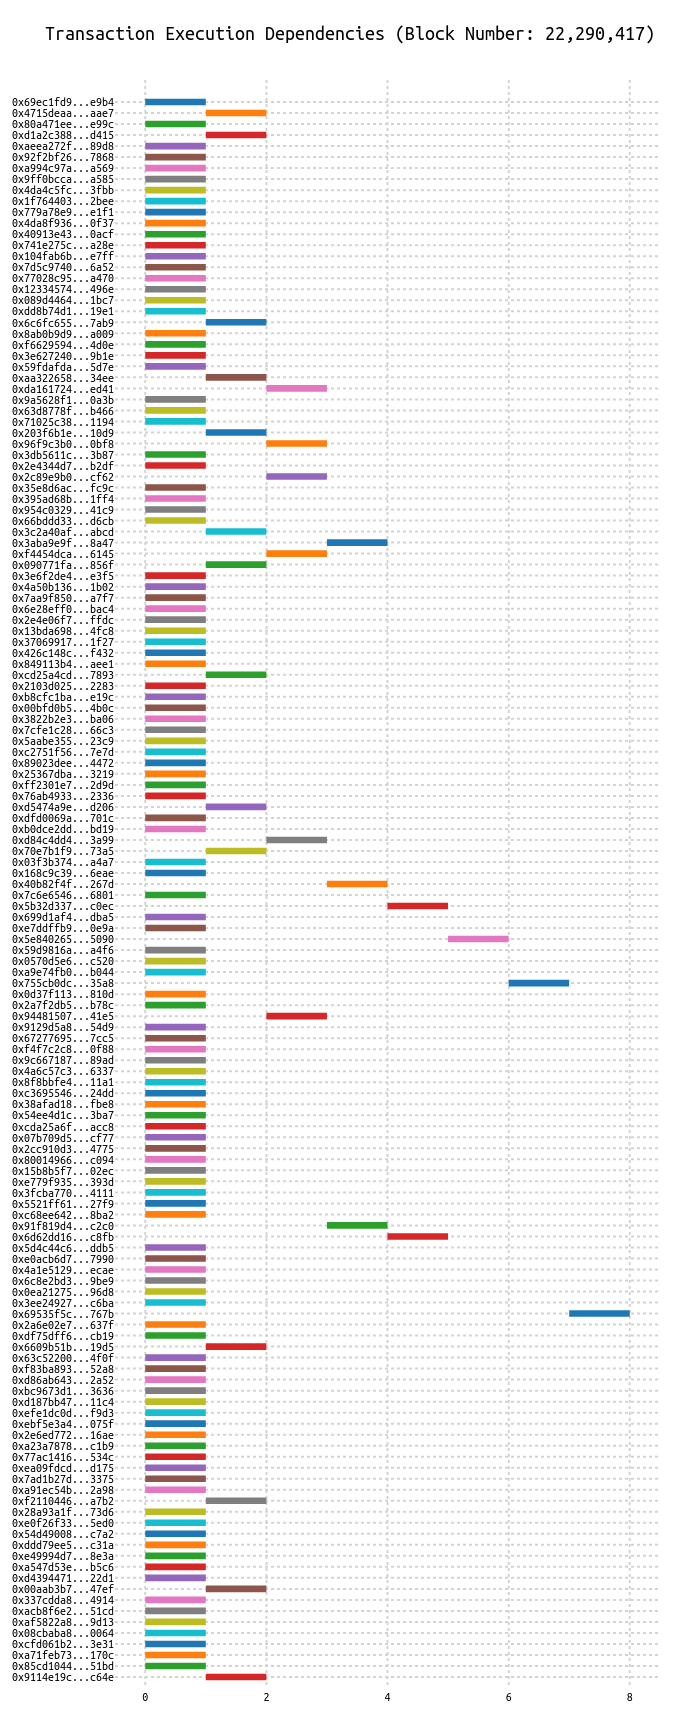 Transaction Execution Dependencies (Block Number: 22,290,417)
0x69ec1fd9...e9b4
0x4715deaa...aae7
0x80a471ee...e99c
0xd1a2c388...d415
0xaeea272f...89d8
0x92f2bf26...7868
0xa994c97a...a569
0x9ff0bcca...a585
0x4da4c5fc...3fbb
0x1f764403...2bee
0x779a78e9...e1f1
0x4da8f936...0f37
0x40913e43...0acf
0x741e275c...a28e
0x104fab6b...e7ff
0x7d5c9740...6a52
0x77028c95...a470
0x12334574...496e
0x089d4464...1bc7
0xdd8b74d1...19e1
0x6c6fc655...7ab9
0x8ab0b9d9...a009
0xf6629594...4d0e
0x3e627240...9b1e
0x59fdafda...5d7e
0xaa322658...34ee
0xda161724...ed41
0x9a5628f1...0a3b
0x63d8778f...b466
0x71025c38...1194
0x203f6b1e...10d9
0x96f9c3b0...0bf8
0x3db5611c...3b87
0x2e4344d7...b2df
0x2c89e9b0...cf62
0x35e8d6ac...fc9c
0x395ad68b...1ff4
0x954c0329...41c9
0x66bddd33...d6cb
0x3c2a40af...abcd
0x3aba9e9f...8a47
0xf4454dca...6145
0x090771fa...856f
0x3e6f2de4...e3f5
0x4a50b136...1b02
0x7aa9f850...a7f7
0x6e28eff0...bac4
0x2e4e06f7...ffdc
0x13bda698...4fc8
0x37069917...1f27
0x426c148c...f432
0x849113b4...aee1
0xcd25a4cd...7893
0x2103d025...2283
0xb8cfc1ba...e19c
0x00bfd0b5...4b0c
0x3822b2e3...ba06
0x7cfe1c28...66c3
0x5aabe355...23c9
0xc2751f56...7e7d
0x89023dee...4472
0x25367dba...3219
0xff2301e7...2d9d
0x76ab4933...2336
0xd5474a9e...d206
0xdfd0069a...701c
0xb0dce2dd...bd19
0xd84c4dd4...3a99
0x70e7b1f9...73a5
0x03f3b374...a4a7
0x168c9c39...6eae
0x40b82f4f...267d
0x7c6e6546...6801
0x5b32d337...c0ec
0x699d1af4...dba5
0xe7ddffb9...0e9a
0x5e840265...5090
0x59d9816a...a4f6
0x0570d5e6...c520
0xa9e74fb0...b044
0x755cb0dc...35a8
0x0d37f113...810d
0x2a7f2db5...b78c
0x94481507...41e5
0x9129d5a8...54d9
0x67277695...7cc5
0xf4f7c2c8...0f88
0x9c667187...89ad
0x4a6c57c3...6337
0x8f8bbfe4...11a1
0xc3695546...24dd
0x38afad18...fbe8
0x54ee4d1c...3ba7
0xcda25a6f...acc8
0x07b709d5...cf77
0x2cc910d3...4775
0x80014966...c094
0x15b8b5f7...02ec
0xe779f935...393d
0x3fcba770...4111
0x5521ff61...27f9
0xc68ee642...8ba2
0x91f819d4...c2c0
0x6d62dd16...c8fb
0x5d4c44c6...ddb5
0xe0acb6d7...7990
0x4a1e5129...ecae
0x6c8e2bd3...9be9
0x0ea21275...96d8
0x3ee24927...c6ba
0x69535f5c...767b
0x2a6e02e7...637f
0xdf75dff6...cb19
0x6609b51b...19d5
0x63c52200...4f0f
0xf83ba893...52a8
0xd86ab643...2a52
0xbc9673d1...3636
0xd187bb47...11c4
0xefe1dc0d...f9d3
0xebf5e3a4...075f
0x2e6ed772...16ae
0xa23a7878...c1b9
0x77ac1416...534c
0xea09fdcd...d175
0x7ad1b27d...3375
0xa91ec54b...2a98
0xf2110446...a7b2
0x28a93a1f...73d6
0xe0f26f33...5ed0
0x54d49008...c7a2
0xddd79ee5...c31a
0xe49994d7...8e3a
0xa547d53e...b5c6
0xd4394471...22d1
0x00aab3b7...47ef
0x337cdda8...4914
0xacb8f6e2...51cd
0xaf5822a8...9d13
0x08cbaba8...0064
0xcfd061b2...3e31
0xa71feb73...170c
0x85cd1044...51bd
0x9114e19c...c64e
0 2 4 6 8